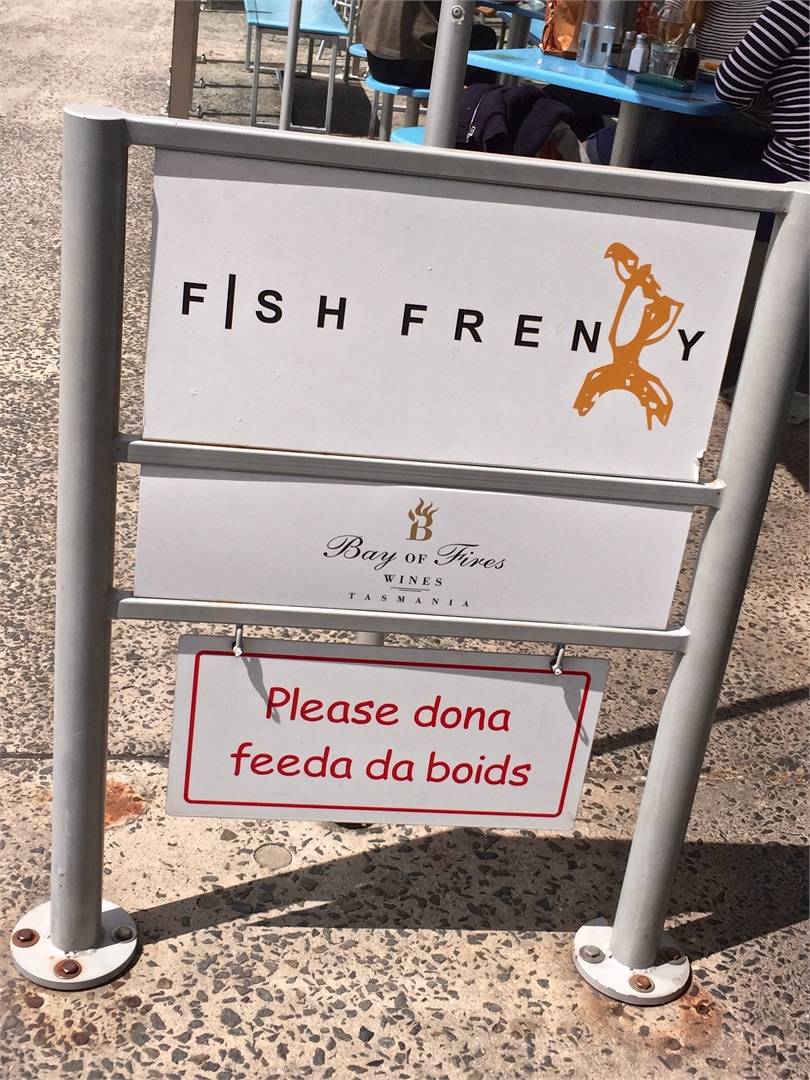 FISH FRENZY
B
Bay OF Fires
WINES
TASMANIA
Please dona
feeda da boids